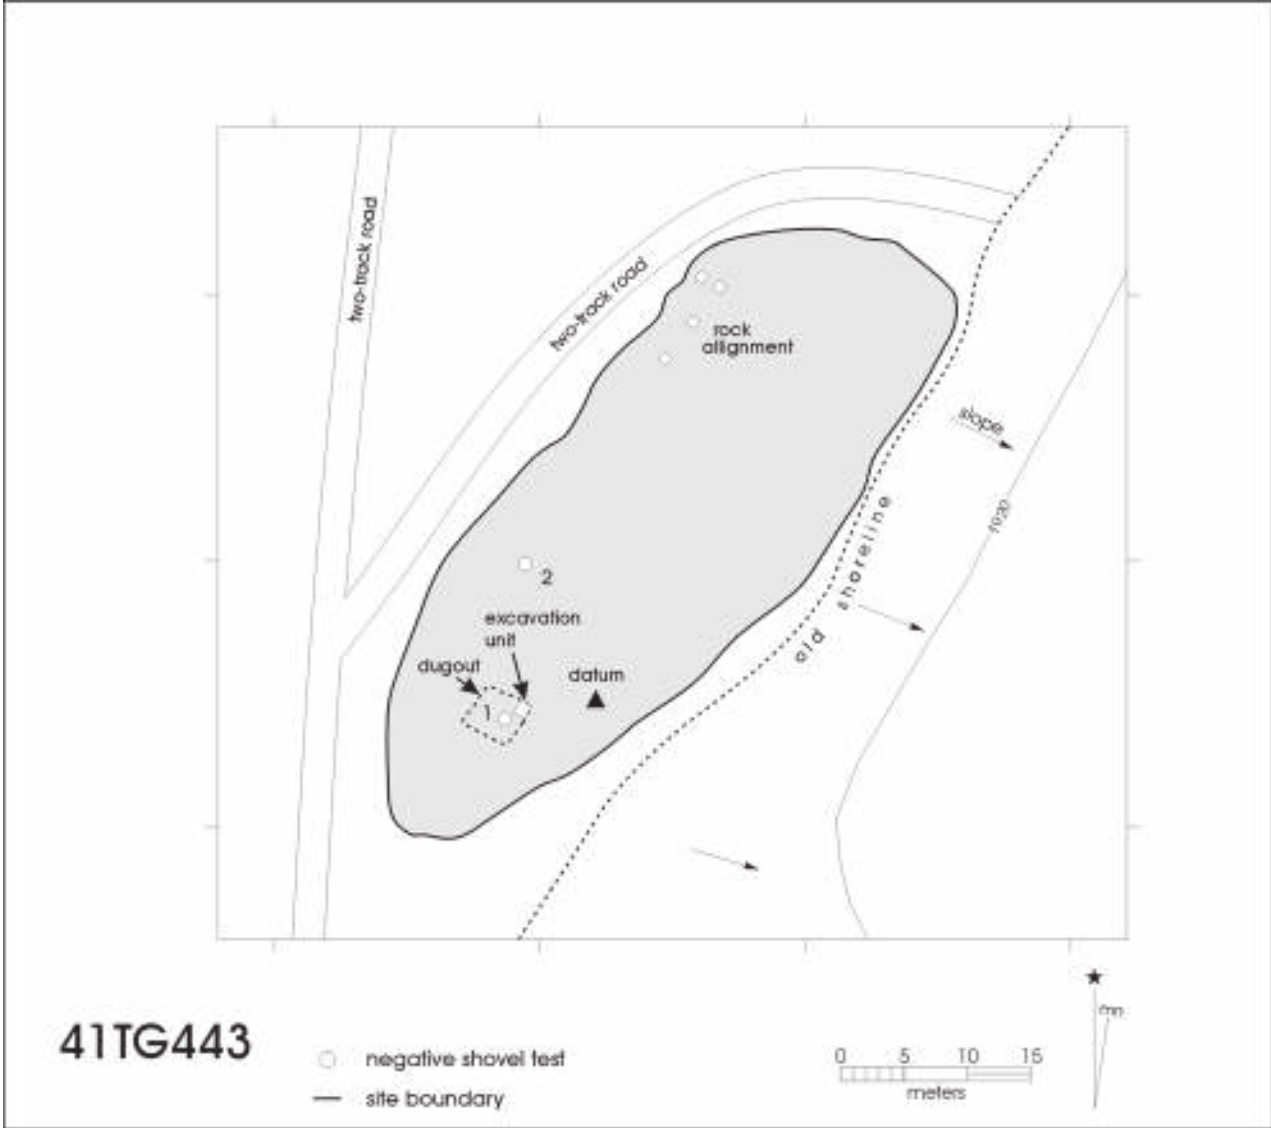 two-track road
two-track road
rock
allignment
slope
1920
old shoreline
2
excavation
unit
dugout
datum
1
41TG443
negative shovel test
site boundary
0 5 10 15
meters
mn